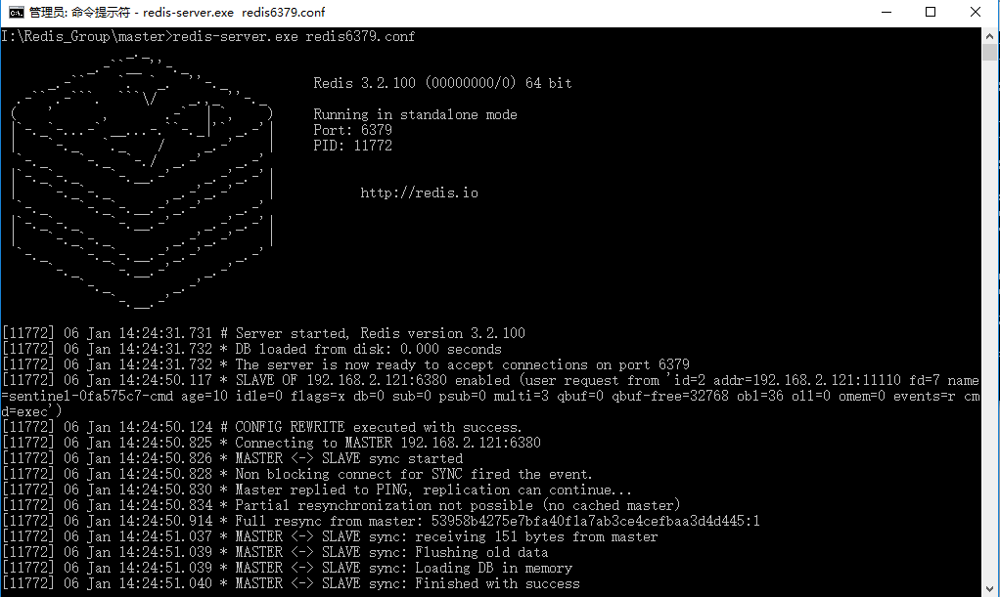 管理员: 命令提示符 - redis-server.exe  redis6379.conf
I:\Redis_Group\master>redis-server.exe redis6379.conf
Redis 3.2.100 (00000000/0) 64 bit
Running in standalone mode
Port: 6379
PID: 11772
http://redis.io
[11772] 06 Jan 14:24:31.731 # Server started, Redis version 3.2.100
[11772] 06 Jan 14:24:31.732 * DB loaded from disk: 0.000 seconds
[11772] 06 Jan 14:24:31.732 * The server is now ready to accept connections on port 6379
[11772] 06 Jan 14:24:50.117 * SLAVE OF 192.168.2.121:6380 enabled (user request from 'id=2 addr=192.168.2.121:11110 fd=7 name
=sentinel-0fa575c7-cmd age=10 idle=0 flags=x db=0 sub=0 psub=0 multi=3 qbuf=0 qbuf-free=32768 obl=36 oll=0 omem=0 events=r cm
d=exec')
[11772] 06 Jan 14:24:50.124 # CONFIG REWRITE executed with success.
[11772] 06 Jan 14:24:50.825 * Connecting to MASTER 192.168.2.121:6380
[11772] 06 Jan 14:24:50.826 * MASTER <-> SLAVE sync started
[11772] 06 Jan 14:24:50.828 * Non blocking connect for SYNC fired the event.
[11772] 06 Jan 14:24:50.830 * Master replied to PING, replication can continue...
[11772] 06 Jan 14:24:50.834 * Partial resynchronization not possible (no cached master)
[11772] 06 Jan 14:24:50.914 * Full resync from master: 53958b4275e7bfa40f1a7ab3ce4cefbaa3d4d445:1
[11772] 06 Jan 14:24:51.037 * MASTER <-> SLAVE sync: receiving 151 bytes from master
[11772] 06 Jan 14:24:51.039 * MASTER <-> SLAVE sync: Flushing old data
[11772] 06 Jan 14:24:51.039 * MASTER <-> SLAVE sync: Loading DB in memory
[11772] 06 Jan 14:24:51.040 * MASTER <-> SLAVE sync: Finished with success